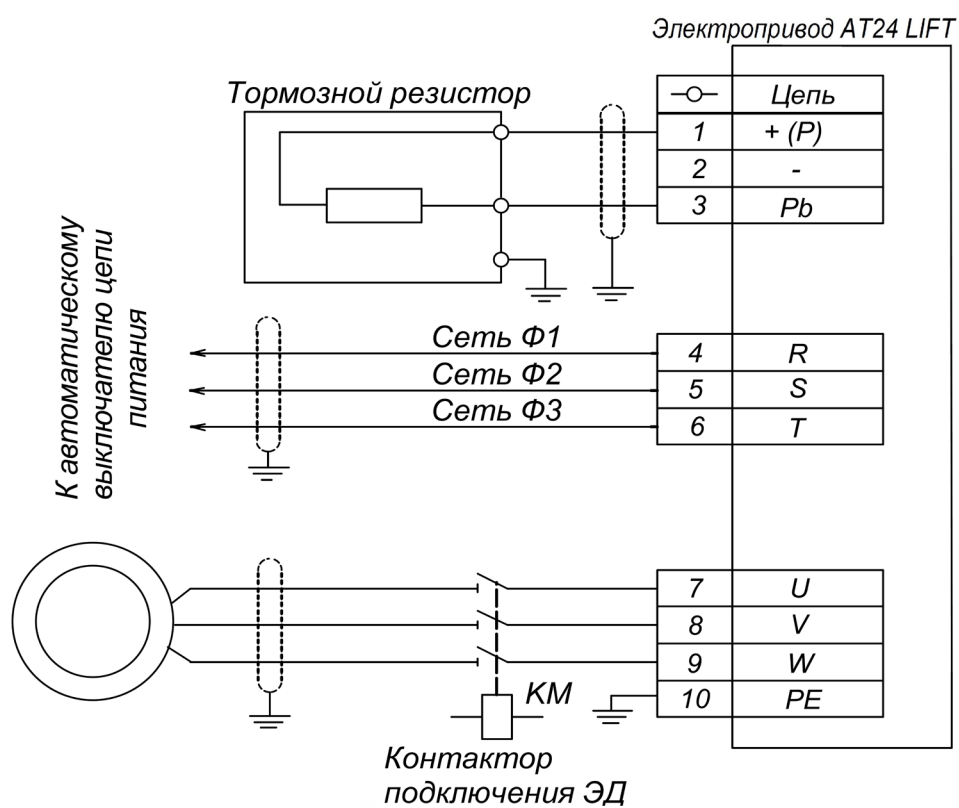 Электропривод AT24 LIFT
Тормозной резистор
Цепь
1 + (P)
2 -
3 Pb
К автоматическому
выключателю цепи
питания
Сеть Ф1
Сеть Ф2
Сеть Ф3
4 R
5 S
6 T
7 U
8 V
9 W
10 PE
КМ
Контактор
подключения ЭД